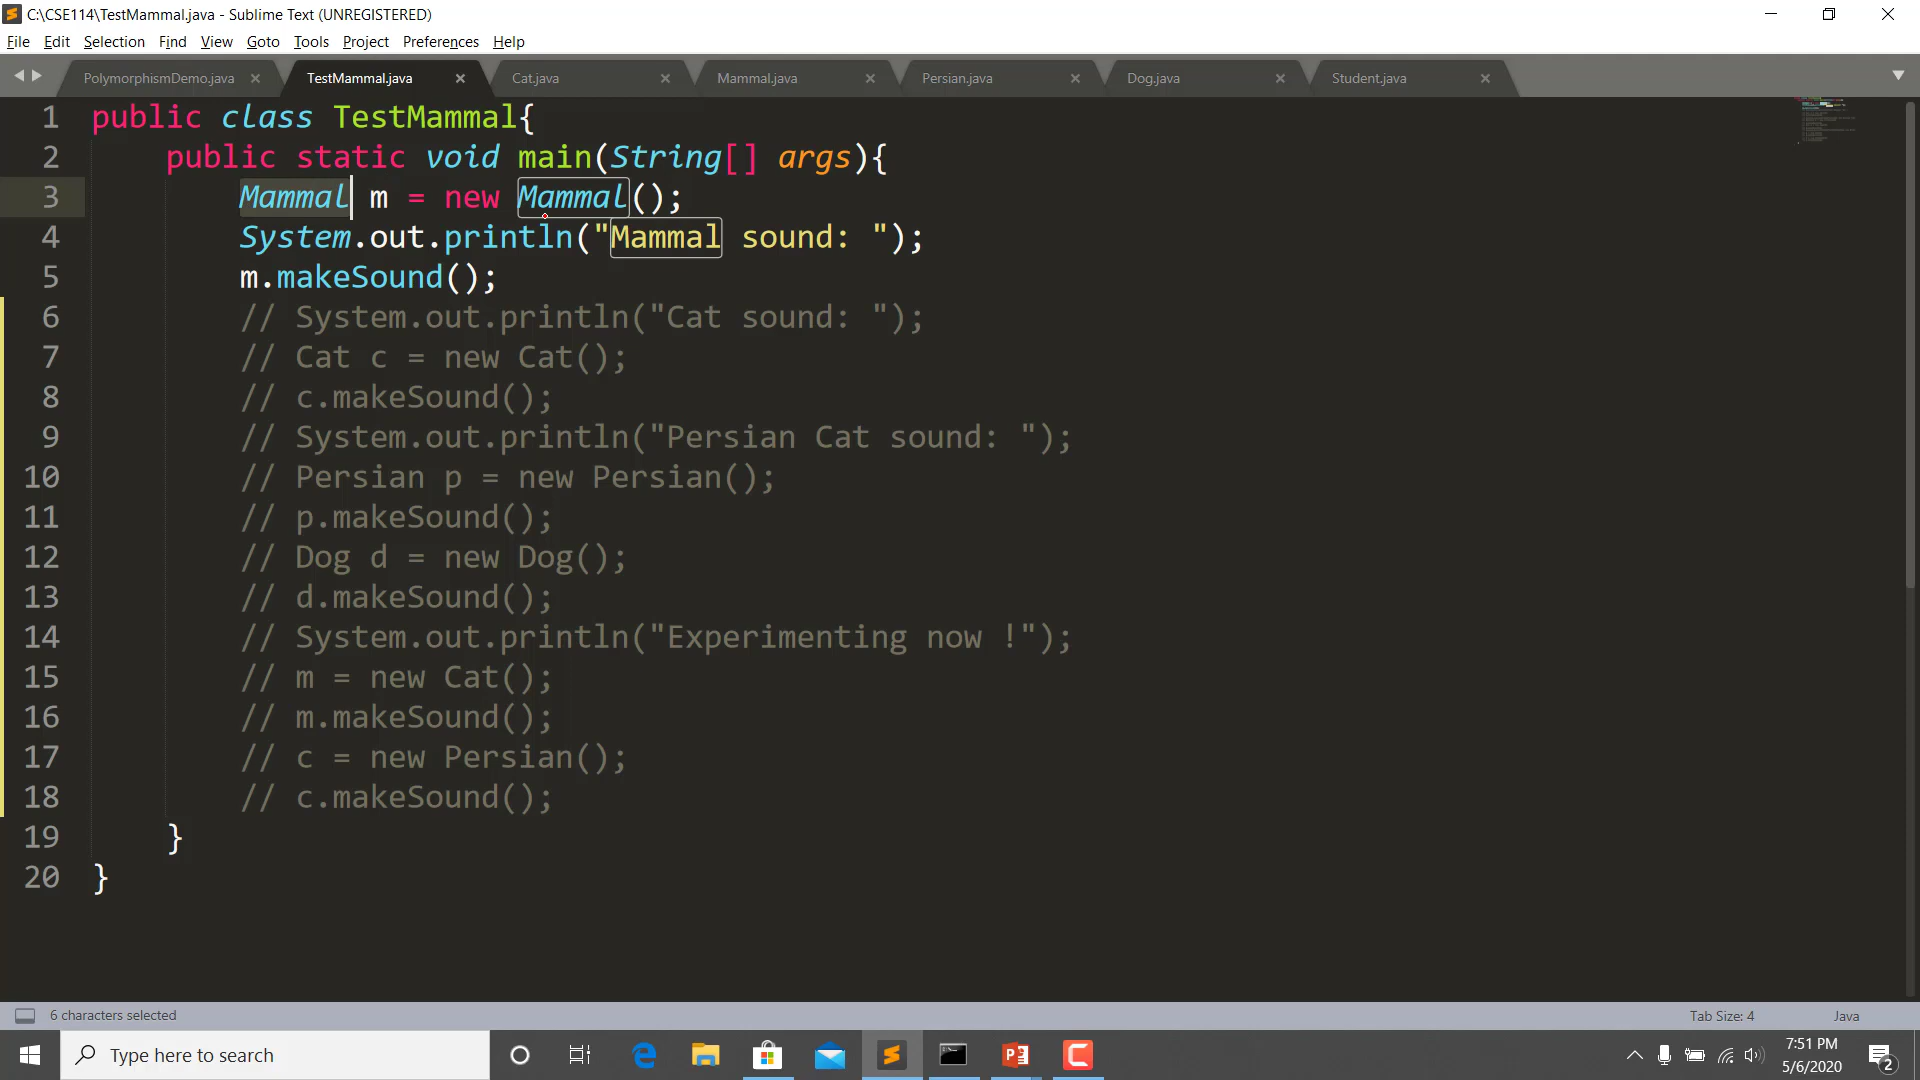 C:\CSE114\TestMammal.java - Sublime Text (UNREGISTERED)
File Edit Selection Find View Goto Tools Project Preferences Help
PolymorphismDemo.java TestMammal.java Cat.java Mammal.java Persian.java Dog.java Student.java
1 public class TestMammal{
2 public static void main(String[] args){
3 Mammal m = new Mammal();
4 System.out.println("Mammal sound: ");
5 m.makeSound();
6 // System.out.println("Cat sound: ");
7 // Cat c = new Cat();
8 // c.makeSound();
9 // System.out.println("Persian Cat sound: ");
10 // Persian p = new Persian();
11 // p.makeSound();
12 // Dog d = new Dog();
13 // d.makeSound();
14 // System.out.println("Experimenting now !");
15 // m = new Cat();
16 // m.makeSound();
17 // c = new Persian();
18 // c.makeSound();
19 }
20 }
6 characters selected Tab Size: 4 Java
Type here to search
7:51 PM
5/6/2020
2